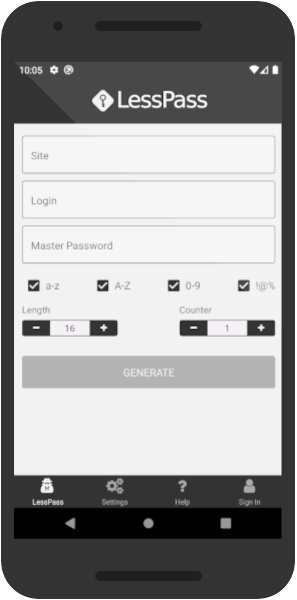 10:05
LessPass
Site
Login
Master Password
a-z A-Z 0-9 !@%
Length Counter
- 16 + - 1 +
GENERATE
LessPass Settings Help Sign In